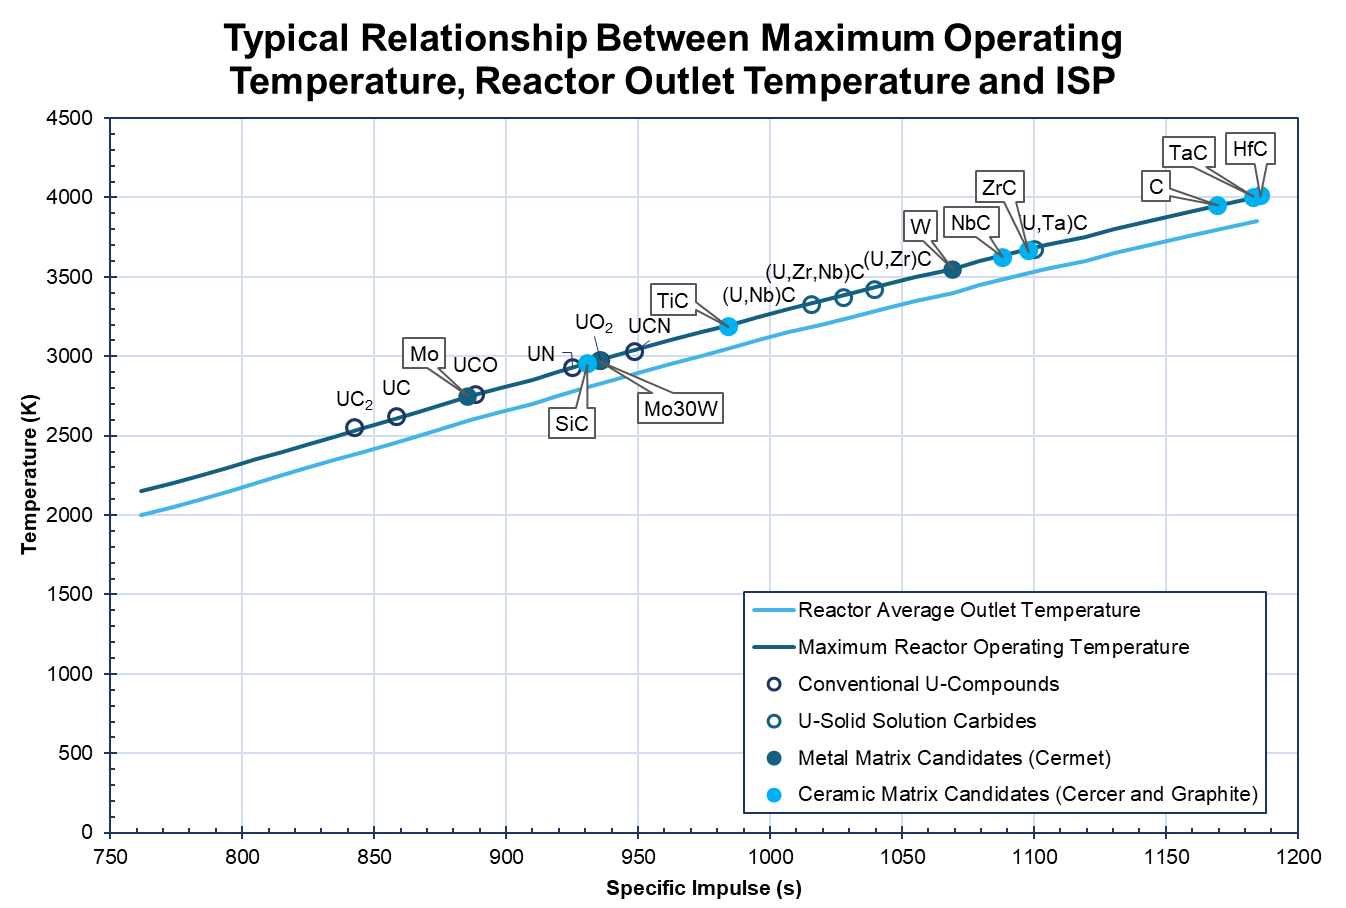 Typical Relationship Between Maximum Operating
Temperature, Reactor Outlet Temperature and ISP
4500
4000
3500
3000
2500
2000
1500
1000
500
0
Temperature (K)
750
800
850
900
950
1000
1050
1100
1150
1200
Specific Impulse (s)
UC2
UC
Mo
UCO
UN
SiC
UO2
Mo30W
UCN
TiC
(U,Nb)C
(U,Zr,Nb)C
(U,Zr)C
W
NbC
ZrC
U,Ta)C
C
TaC
HfC
Reactor Average Outlet Temperature
Maximum Reactor Operating Temperature
Conventional U-Compounds
U-Solid Solution Carbides
Metal Matrix Candidates (Cermet)
Ceramic Matrix Candidates (Cercer and Graphite)